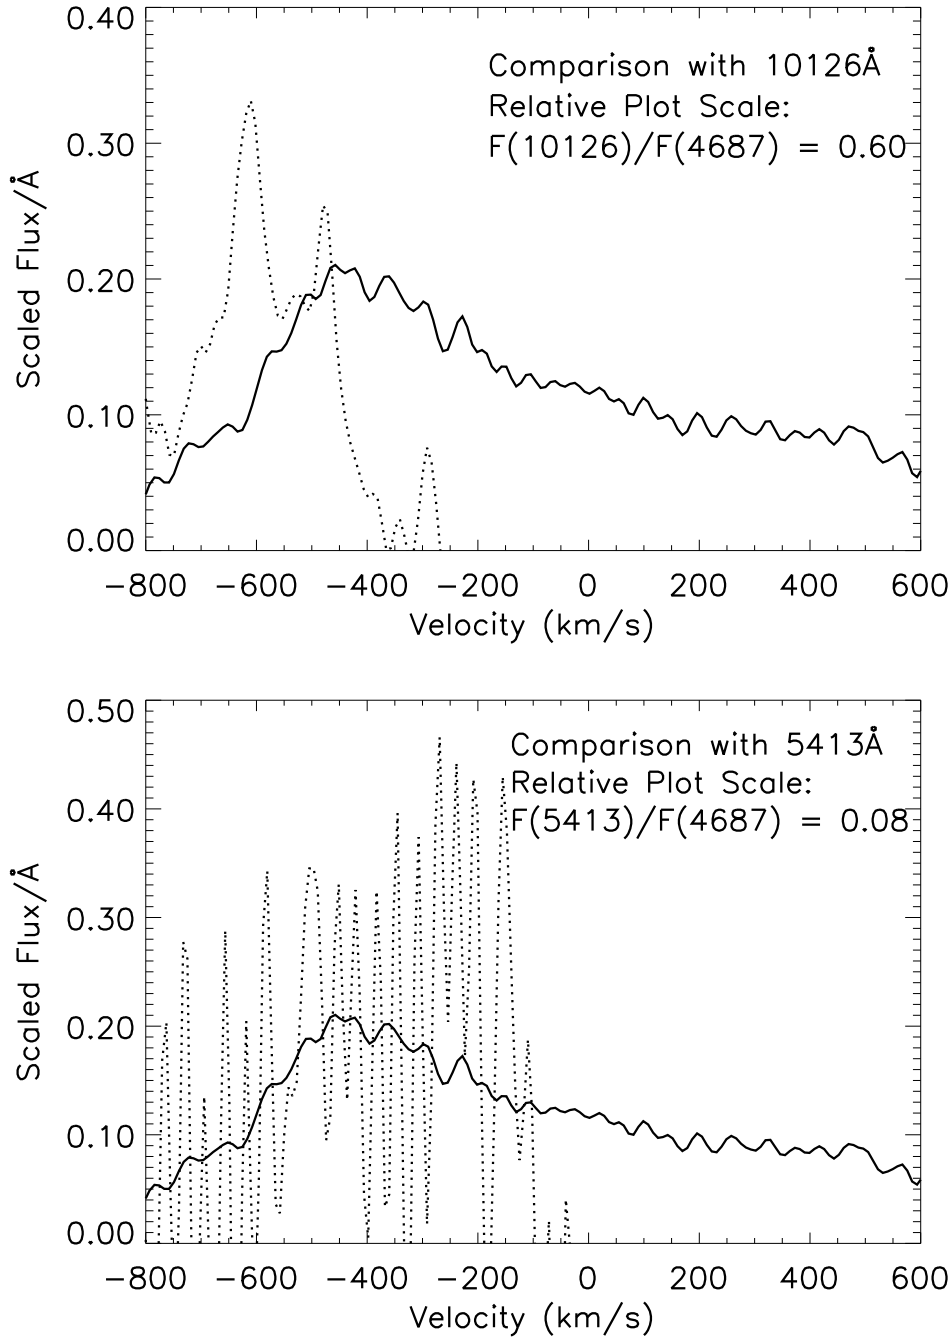 0.40
Comparison with 10126Å
Relative Plot Scale:
F(10126)/F(4687) = 0.60
0.30
0.20
0.10
0.00
Scaled Flux/Å
−800 −600 −400 −200 0 200 400 600
Velocity (km/s)
0.50
Comparison with 5413Å
Relative Plot Scale:
F(5413)/F(4687) = 0.08
0.40
0.30
0.20
0.10
0.00
Scaled Flux/Å
−800 −600 −400 −200 0 200 400 600
Velocity (km/s)